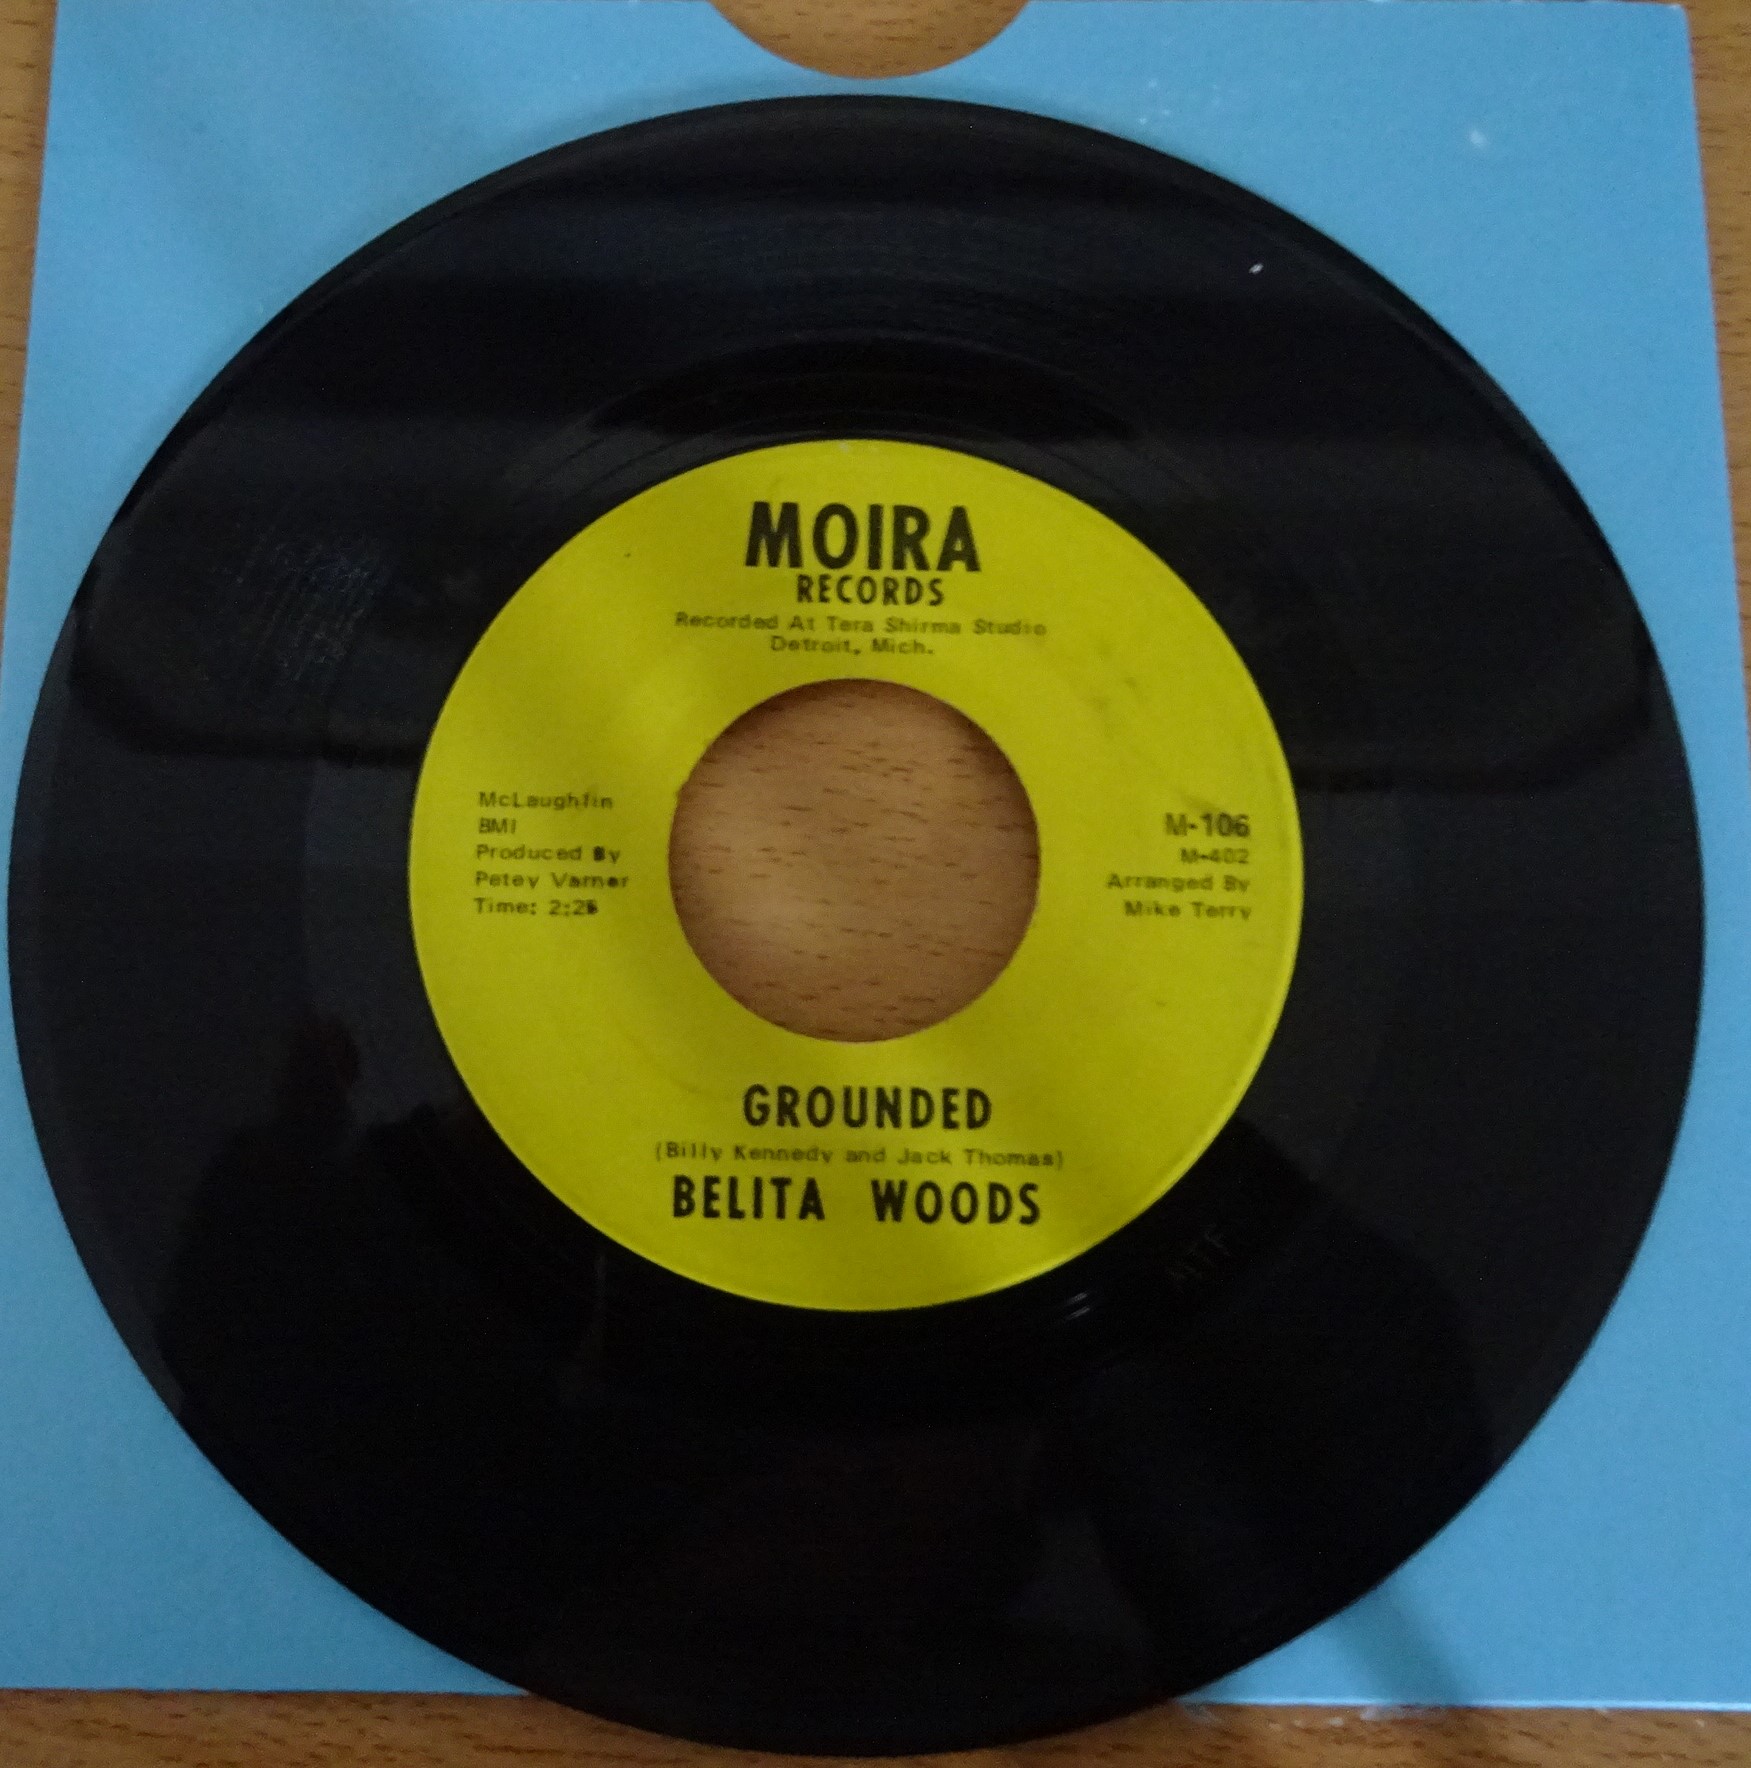 MOIRA
RECORDS
Recorded At Tera Shirma Studio
Detroit, Mich.
McLaughlin
BMI
Produced By
Petey Varner
Time: 
M-106
M-402
Arranged By
Mike Terry
GROUNDED
(Billy Kennedy and Jack Thomas)
BELITA WOODS